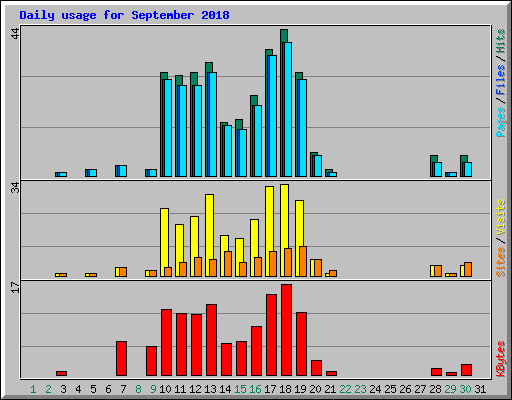 Daily usage for September 2018
44
Pages/Files/Hits
34
Sites/Visits
17
KBytes
1 2 3 4 5 6 7 8 9 10 11 12 13 14 15 16 17 18 19 20 21 22 23 24 25 26 27 28 29 30 31